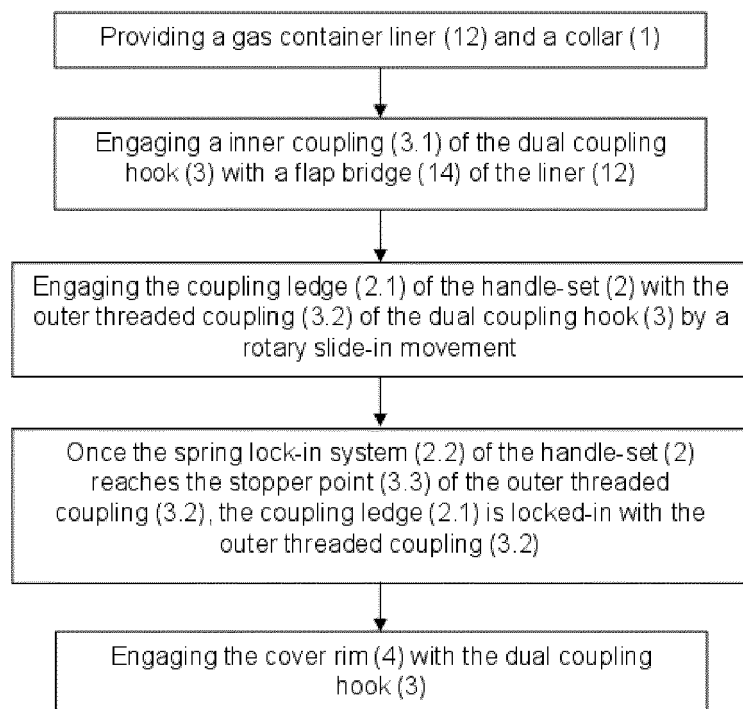 Providing a gas container liner (12) and a collar (1)
Engaging a inner coupling (3.1) of the dual coupling
hook (3) with a flap bridge (14) of the liner (12)
Engaging the coupling ledge (2.1) of the handle-set (2) with the
outer threaded coupling (3.2) of the dual coupling hook (3) by a
rotary slide-in movement
Once the spring lock-in system (2.2) of the handle-set (2)
reaches the stopper point (3.3) of the outer threaded
coupling (3.2), the coupling ledge (2.1) is locked-in with the
outer threaded coupling (3.2)
Engaging the cover rim (4) with the dual coupling
hook (3)